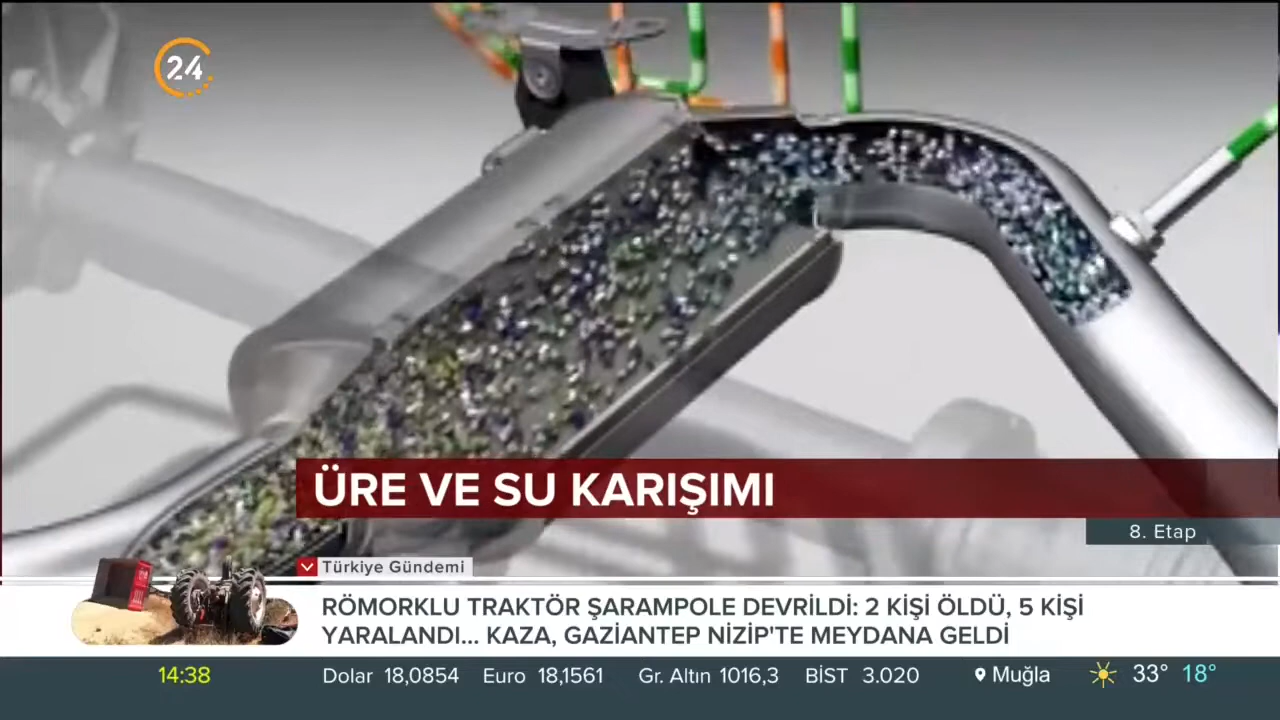 24
ÜRE VE SU KARIŞIMI
8. Etap
Türkiye Gündemi
RÖMORKLU TRAKTÖR ŞARAMPOLE DEVRİLDİ: 2 KİŞİ ÖLDÜ, 5 KİŞİ
YARALANDI... KAZA, GAZİANTEP NİZİP'TE MEYDANA GELDİ
14:38 Dolar 18,0854 Euro 18,1561 Gr. Altın 1016,3 BİST 3.020 Muğla 33° 18°